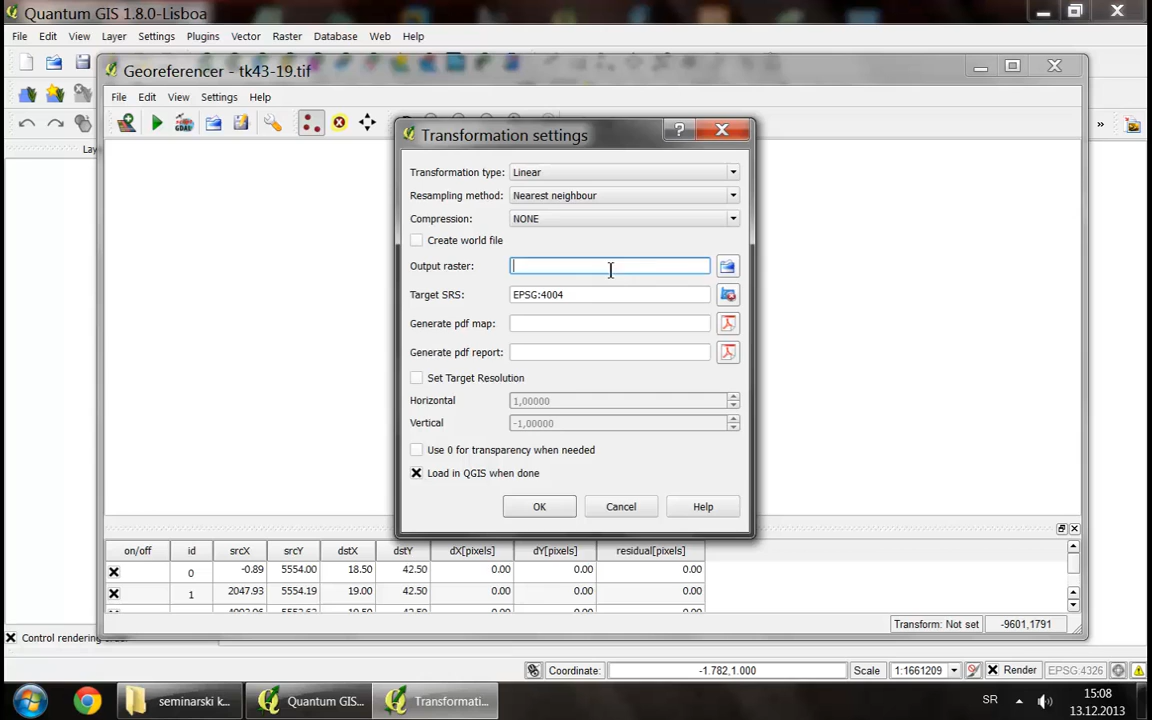 Quantum GIS 1.8.0-Lisboa
File Edit View Layer Settings Plugins Vector Raster Database Web Help
Georeferencer - tk43-19.tif
File Edit View Settings Help
GDAL
»
Lay
Transformation settings
Transformation type: Linear
Resampling method: Nearest neighbour
Compression: NONE
Create world file
Output raster:
Target SRS: EPSG:4004
Generate pdf map:
Generate pdf report:
Set Target Resolution
Horizontal 1,00000
Vertical -1,00000
Use 0 for transparency when needed
Load in QGIS when done
OK Cancel Help
on/off id srcX srcY dstX dstY dX[pixels] dY[pixels] residual[pixels]
0 -0.89 5554.00 18.50 42.50 0.00 0.00 0.00
1 2047.93 5554.19 19.00 42.50 0.00 0.00 0.00
Transform: Not set -9601,1791
Control rendering
Coordinate: -1.782,1.000 Scale 1:1661209 Render EPSG:4326
seminarski k... Quantum GIS... Transformati... SR 15:08
13.12.2013